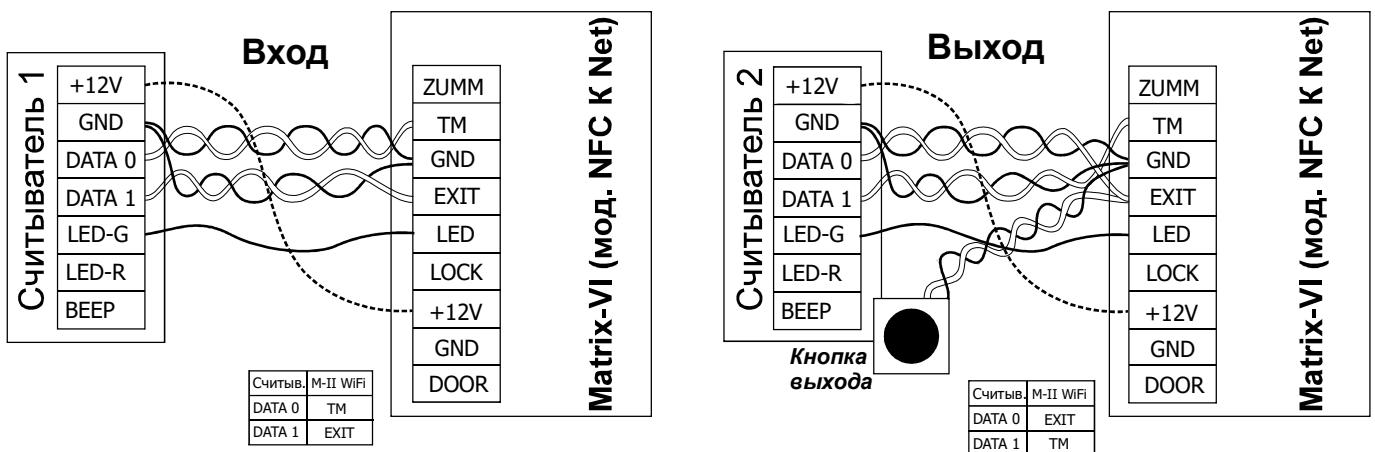 Вход
Считыватель 1
+12V
GND
DATA 0
DATA 1
LED-G
LED-R
BEEP
ZUMM
TM
GND
EXIT
LED
LOCK
+12V
GND
DOOR
Matrix-VI (мод. NFC K Net)
Считыв. M-II WiFi
DATA 0 TM
DATA 1 EXIT
Выход
Считыватель 2
+12V
GND
DATA 0
DATA 1
LED-G
LED-R
BEEP
Кнопка
выхода
ZUMM
TM
GND
EXIT
LED
LOCK
+12V
GND
DOOR
Matrix-VI (мод. NFC K Net)
Считыв. M-II WiFi
DATA 0 EXIT
DATA 1 TM